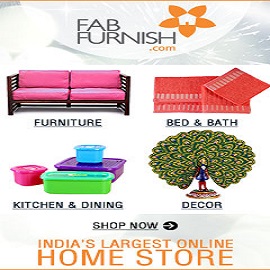 FAB
FURNISH
.com
FURNITURE
BED & BATH
KITCHEN & DINING
DECOR
SHOP NOW
INDIA'S LARGEST ONLINE
HOME STORE